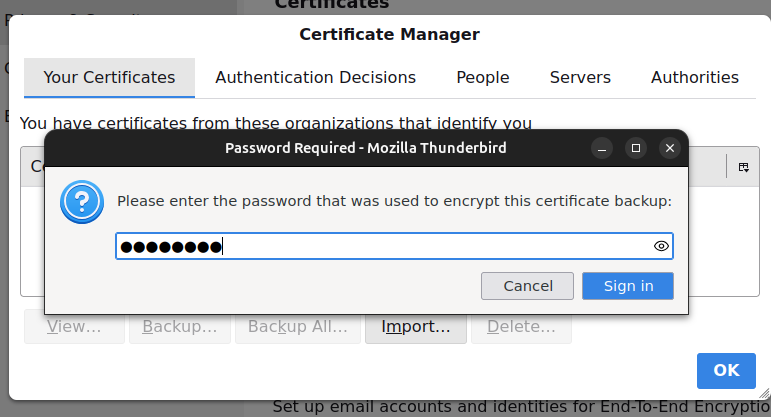 Certificates
Certificate Manager
Your Certificates Authentication Decisions People Servers Authorities
You have certificates from these organizations that identify you
Password Required - Mozilla Thunderbird
Please enter the password that was used to encrypt this certificate backup:
●●●●●●●●
Cancel Sign in
View… Backup… Backup All… Import… Delete…
OK
Set up email accounts and identities for End-To-End Encryptio